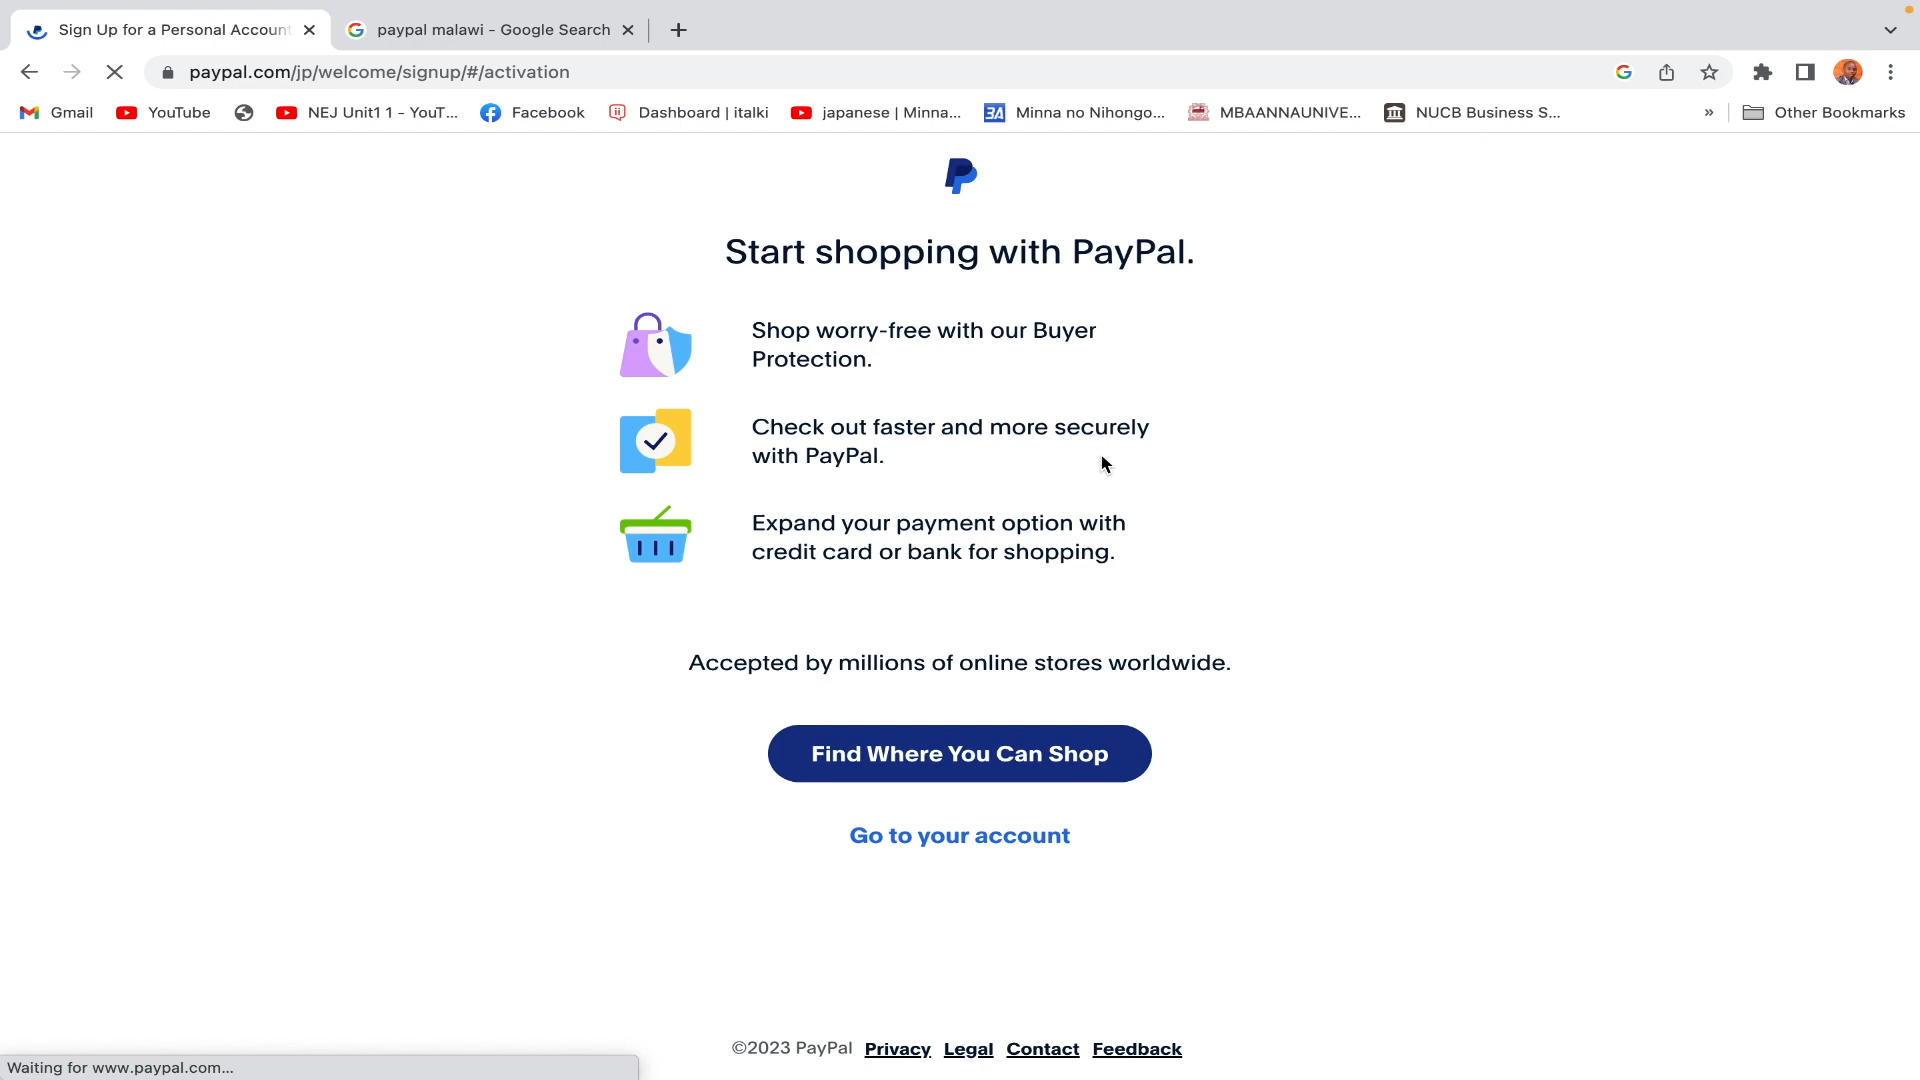 Sign Up for a Personal Account
paypal malawi - Google Search
paypal.com/jp/welcome/signup/#/activation
Gmail
YouTube
NEJ Unit1 1 - YouT...
Facebook
Dashboard | italki
japanese | Minna...
3A
Minna no Nihongo...
MBAANNAUNIVE...
NUCB Business S...
»
Other Bookmarks
Start shopping with PayPal.
Shop worry-free with our Buyer
Protection.
Check out faster and more securely
with PayPal.
Expand your payment option with
credit card or bank for shopping.
Accepted by millions of online stores worldwide.
Find Where You Can Shop
Go to your account
©2023 PayPal Privacy Legal Contact Feedback
Waiting for www.paypal.com...